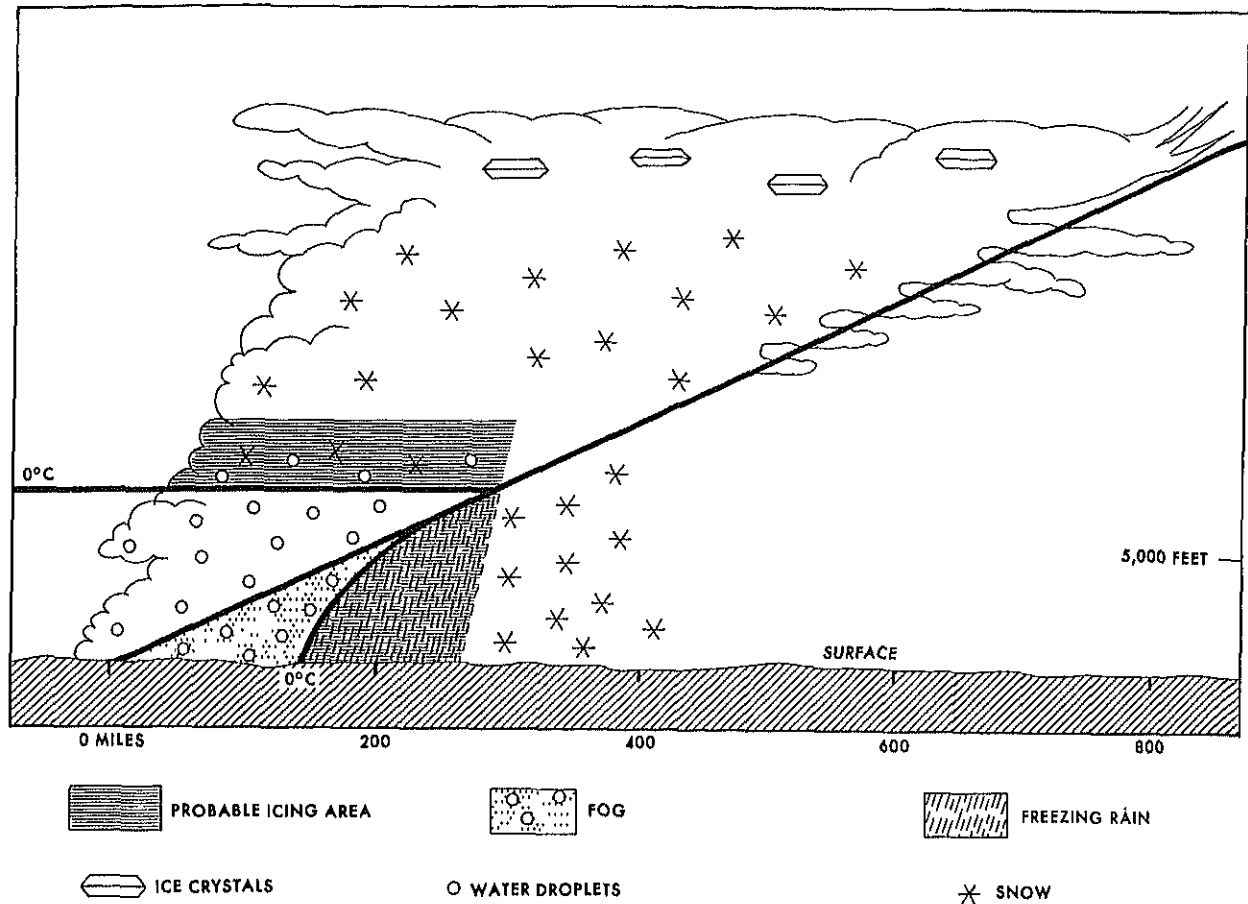 0°C
5,000 FEET
SURFACE
0°C
0 MILES
200
400
600
800
PROBABLE ICING AREA
FOG
FREEZING RAIN
ICE CRYSTALS
WATER DROPLETS
SNOW